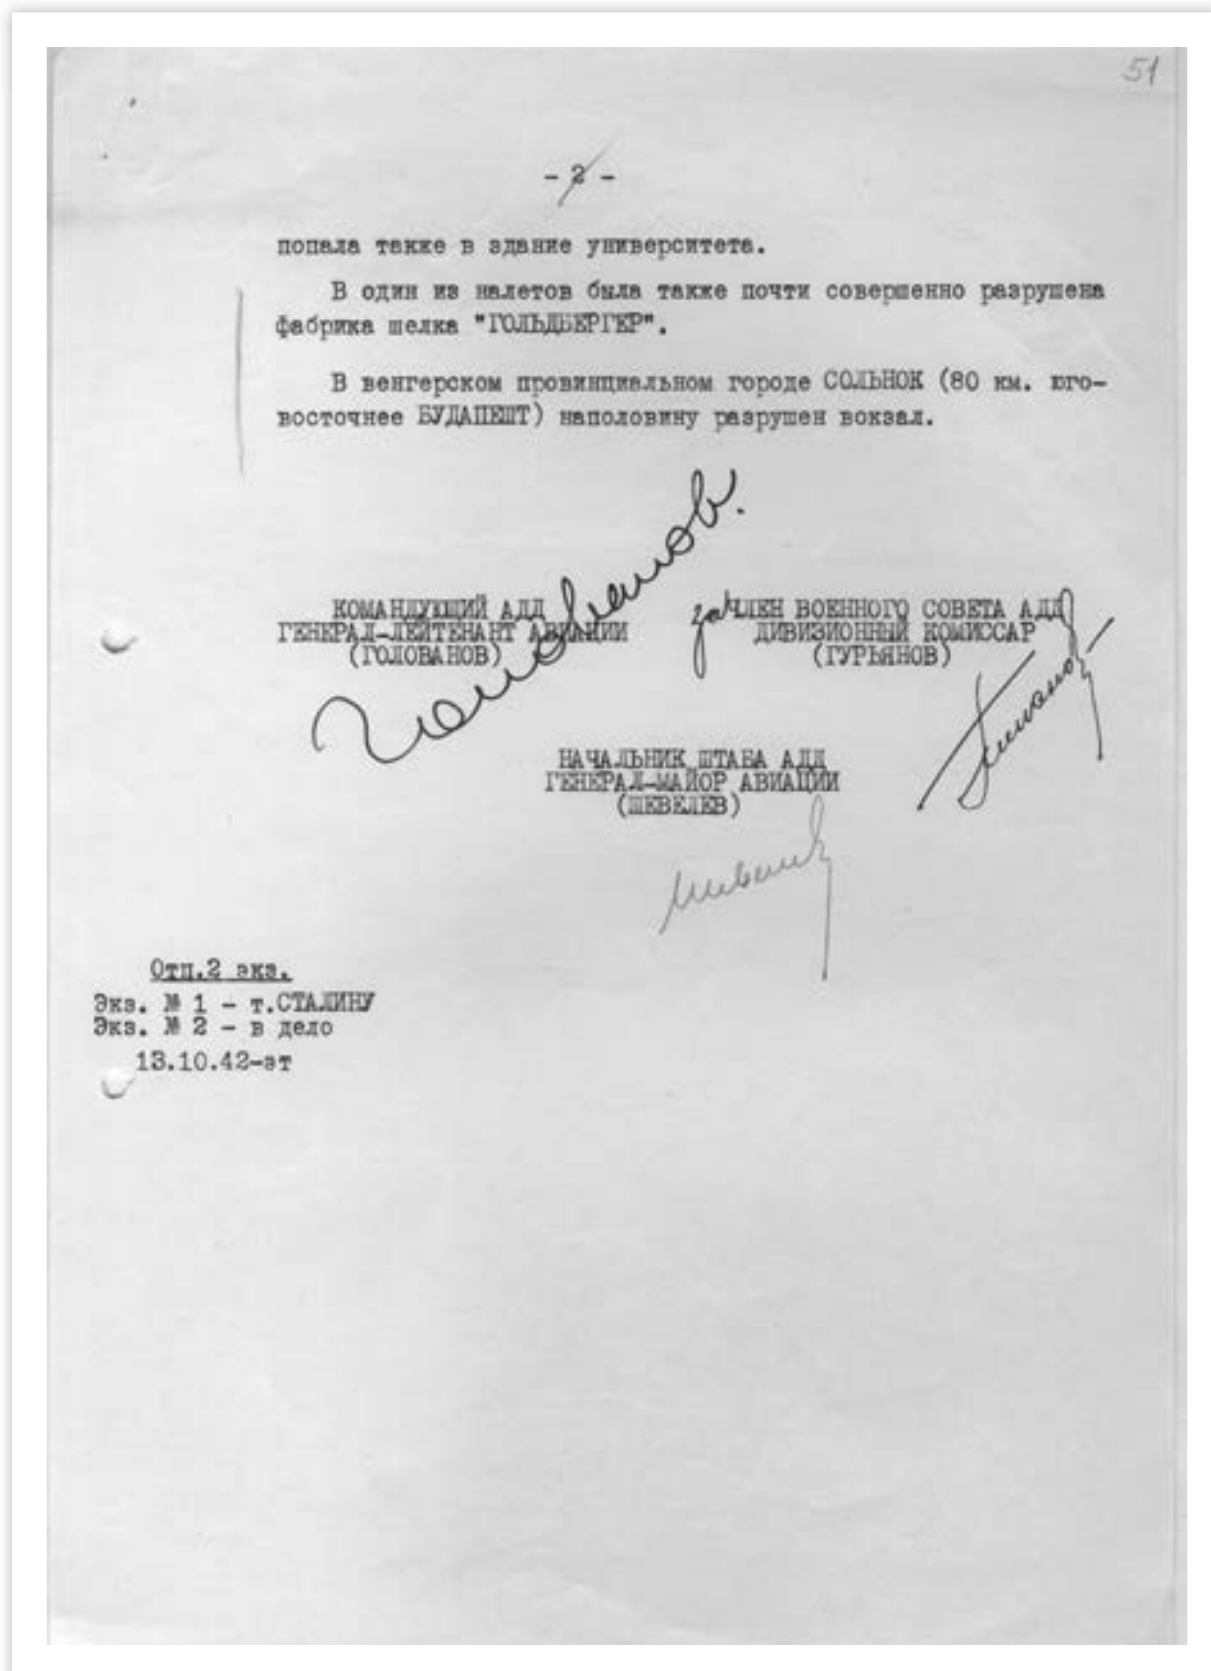 51
- 2 -
попала также в здание университета.
В один из налетов была также почти совершенно разрушена
фабрика шелка "ГОЛЬДБЕРГЕР".
В венгерском провинциальном городе СОЛЬНОК (80 км. юго-
восточнее БУДАПЕШТ) наполовину разрушен вокзал.
Голованов.
КОМАНДУЮЩИЙ АДД
ГЕНЕРАЛ-ЛЕЙТЕНАНТ АВИАЦИИ
(ГОЛОВАНОВ)
за ЧЛЕН ВОЕННОГО СОВЕТА АДД
ДИВИЗИОННЫЙ КОМИССАР
(ГУРЬЯНОВ)
НАЧАЛЬНИК ШТАБА АДД
ГЕНЕРАЛ-МАЙОР АВИАЦИИ
(ШЕВЕЛЕВ)
Шевелев
Отп.2 экз.
Экз. № 1 - т.СТАЛИНУ
Экз. № 2 - в дело
13.10.42-эт